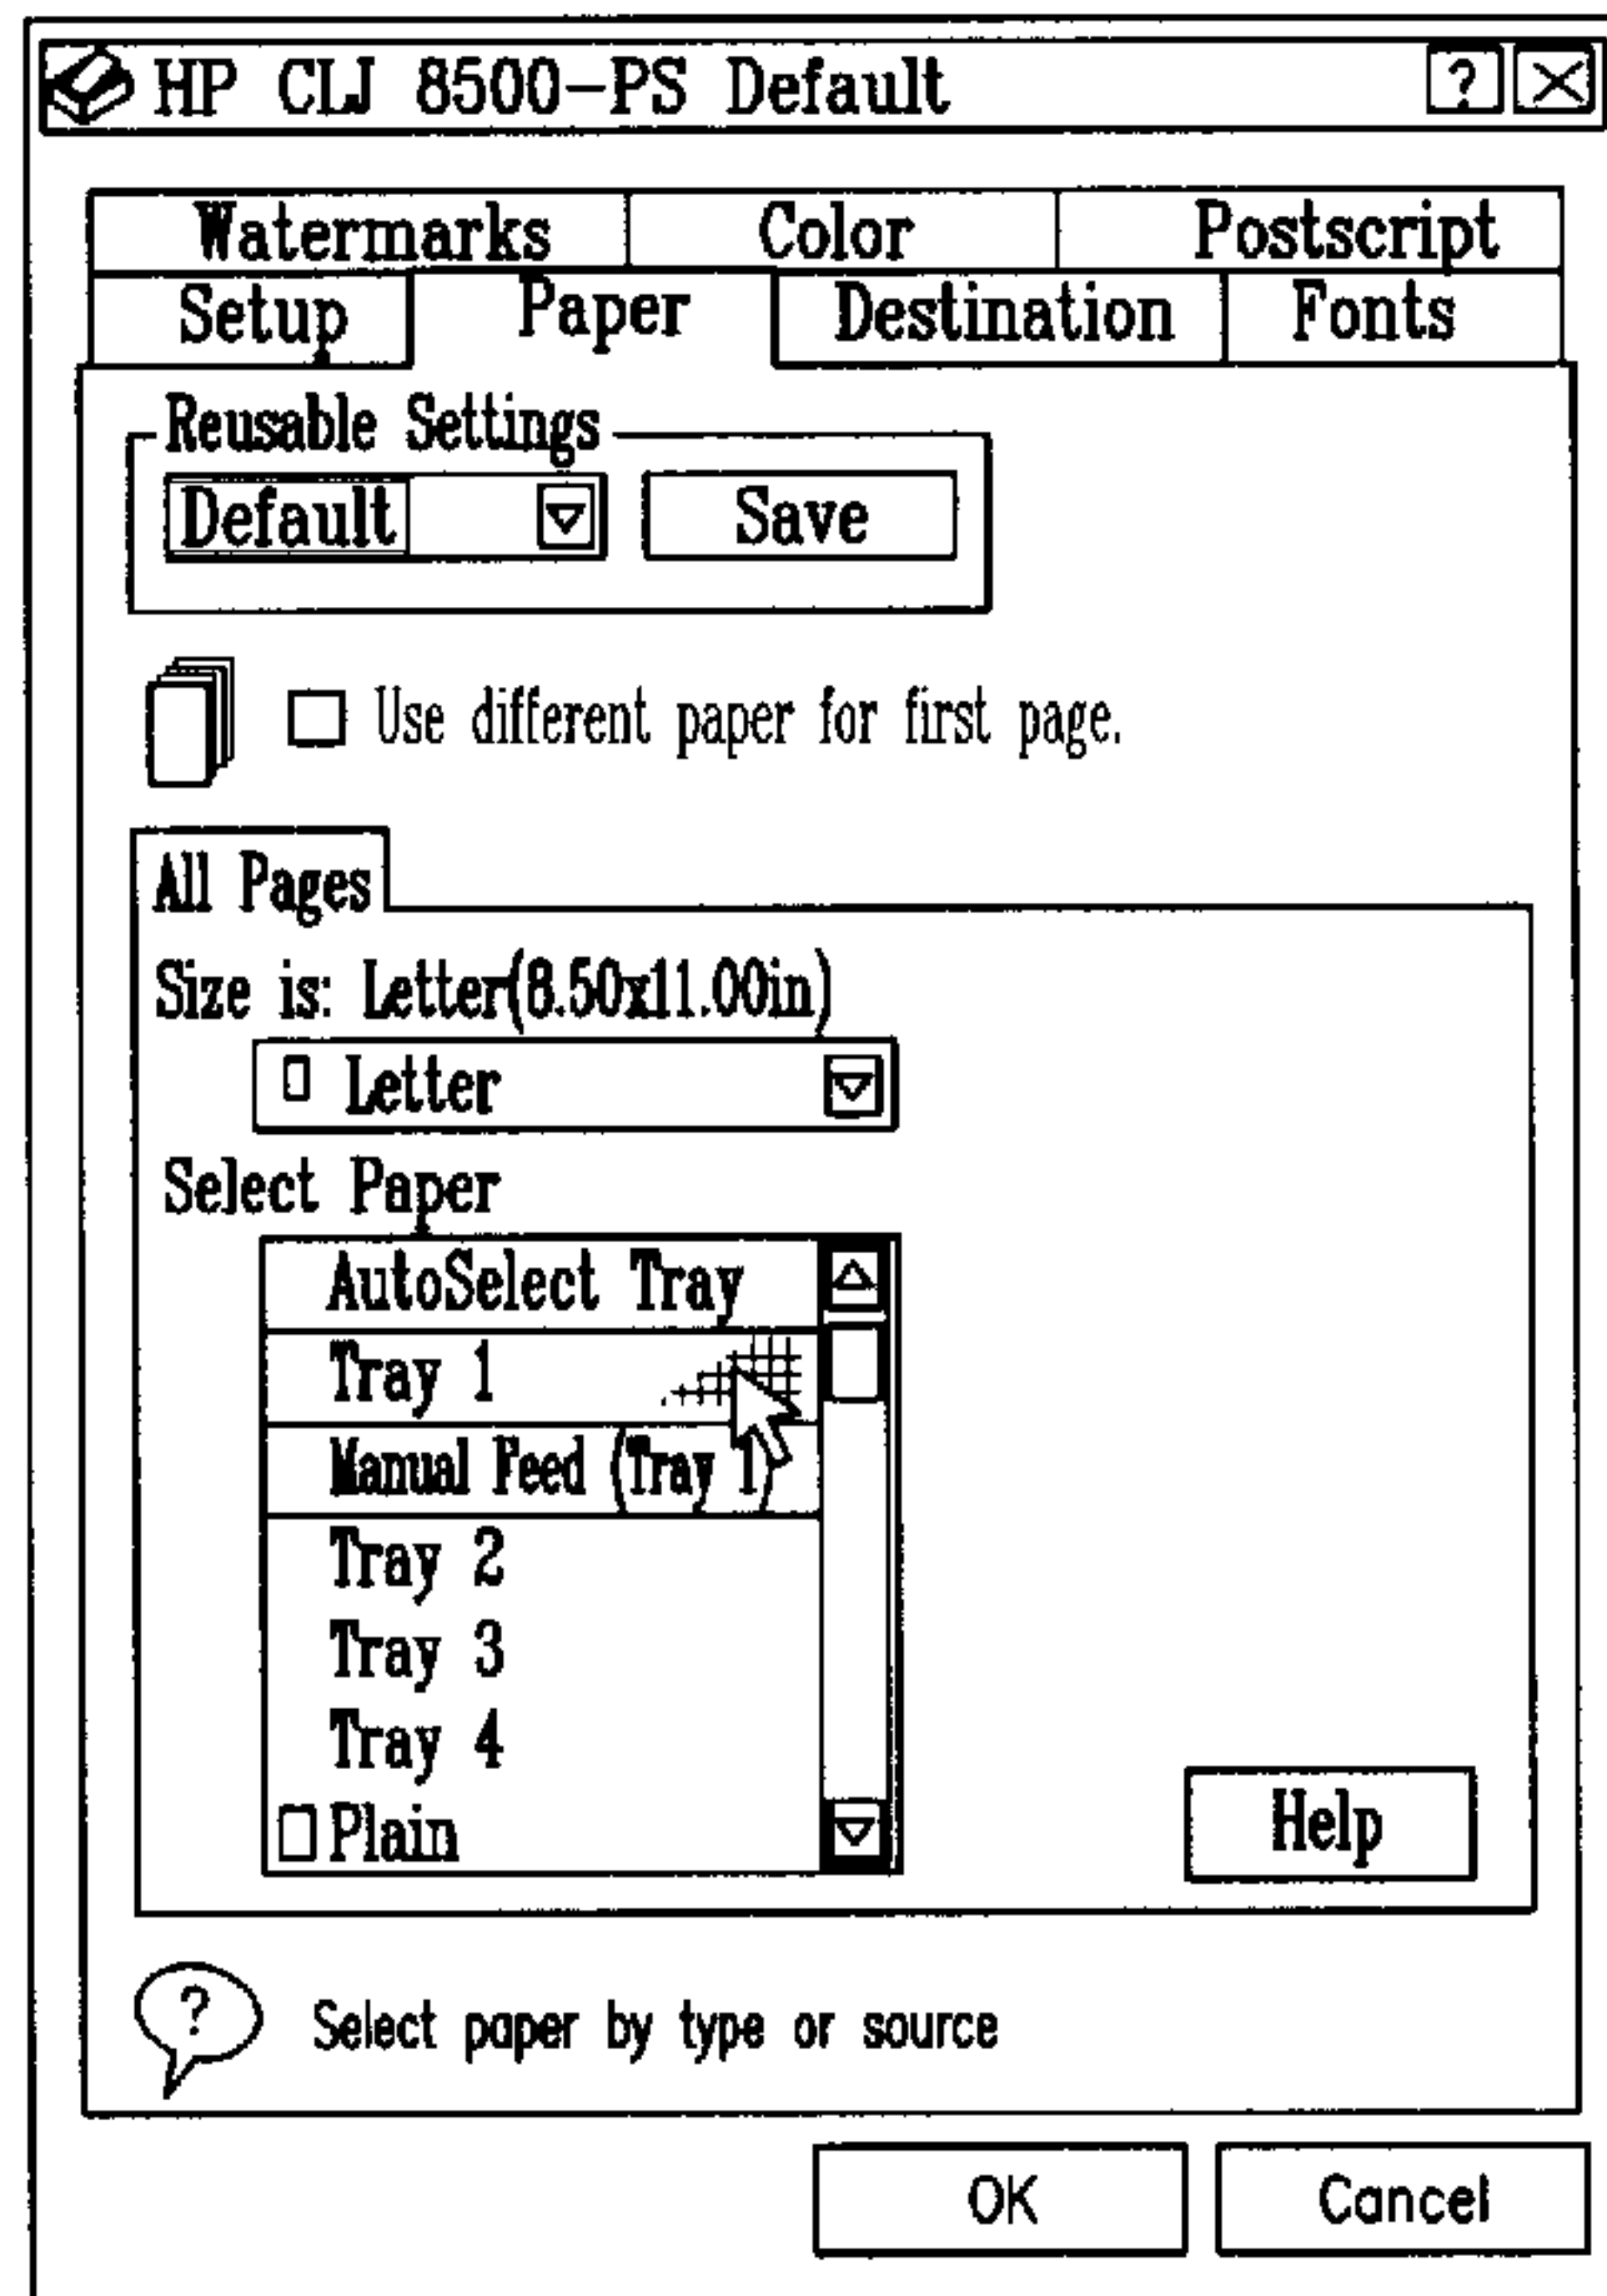 HP CLJ 8500-PS Default ?
Watermarks Color Postscript
Setup Paper Destination Fonts
Reusable Settings
Default Save
Use different paper for first page.
All Pages
Size is: Letter(8.50x11.00in)
Letter
Select Paper
AutoSelect Tray
Tray 1
Manual Feed (Tray 1)
Tray 2
Tray 3
Tray 4
Plain
Help
? Select paper by type or source
OK Cancel